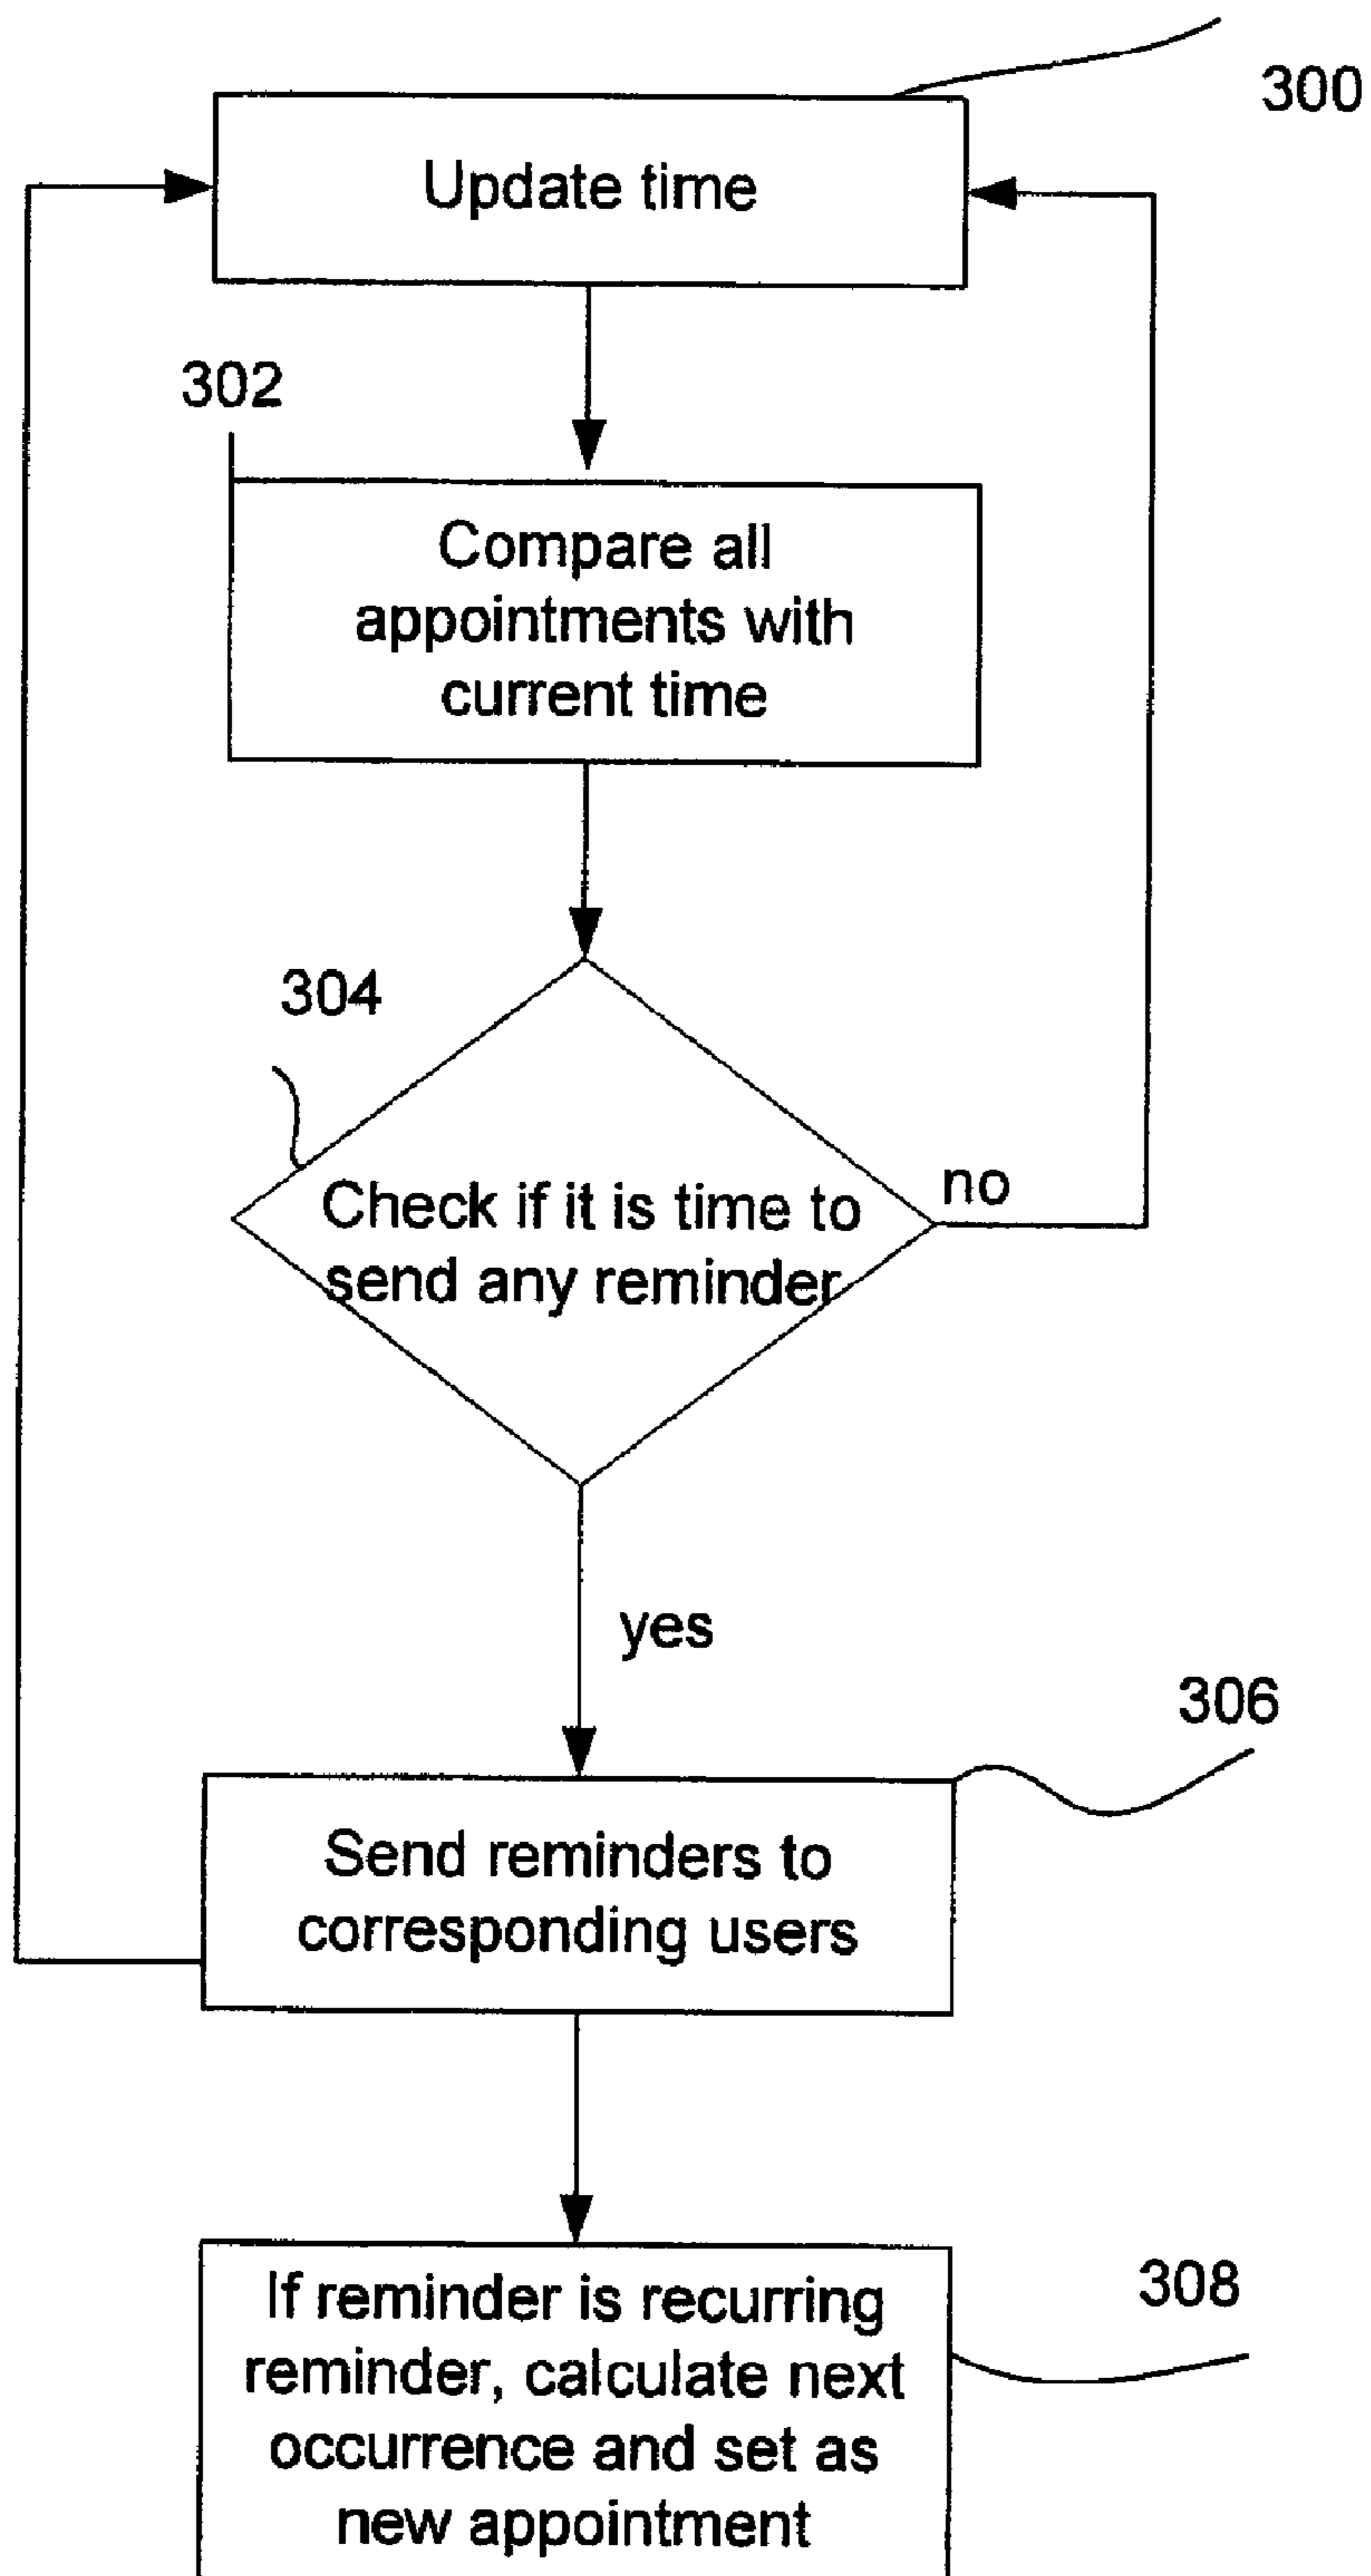 300
Update time
302
Compare all
appointments with
current time
304
Check if it is time to
send any reminder
no
yes
306
Send reminders to
corresponding users
308
If reminder is recurring
reminder, calculate next
occurrence and set as
new appointment